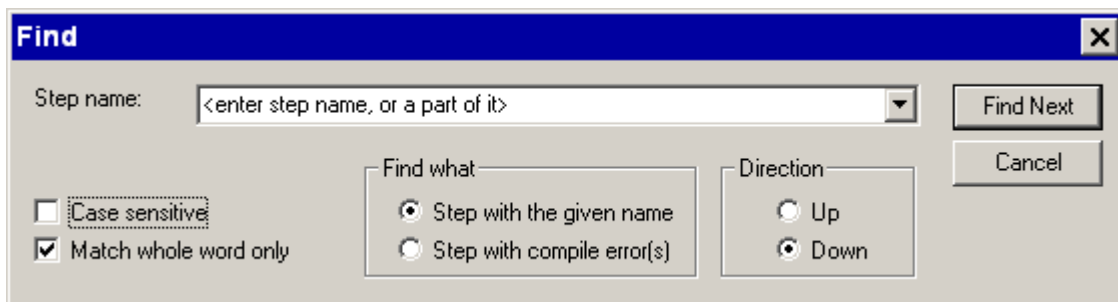 Find
Step name:
<enter step name, or a part of it>
Find Next
Cancel
Find what
Step with the given name
Step with compile error(s)
Direction
Up
Down
Case sensitive
Match whole word only